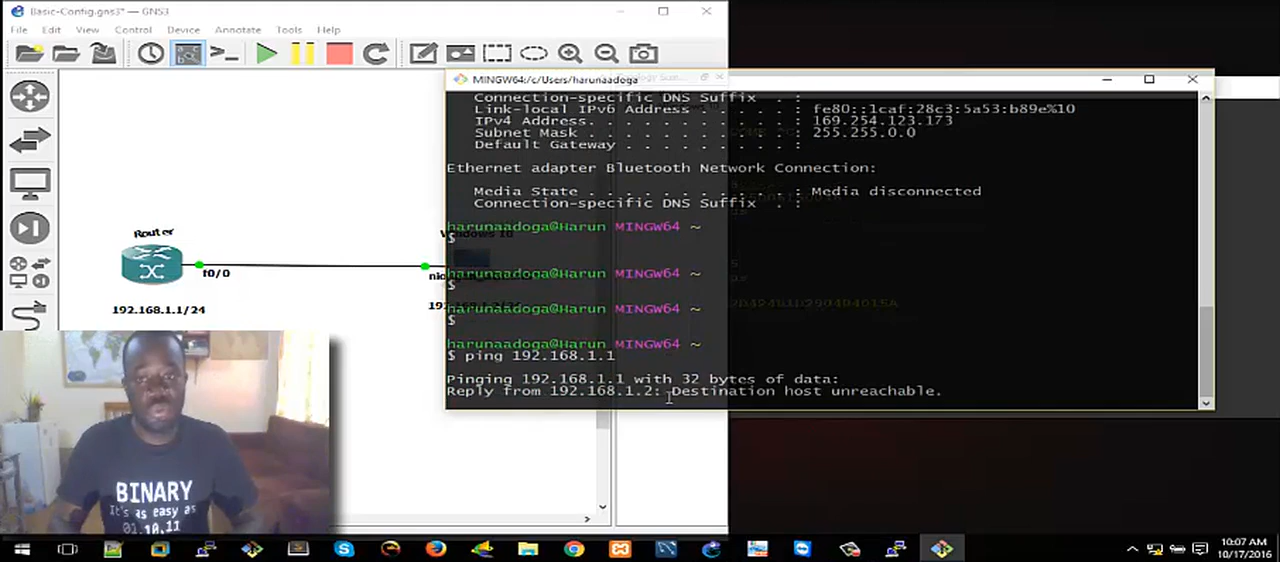 Basic-Config.gns3* — GNS3
File Edit View Control Device Annotate Tools Help
MINGW64:/c/Users/harunaadoga
Connection-specific DNS Suffix . :
Link-local IPv6 Address . . . . . : fe80::1caf:28c3:5a53:b89e%10
IPv4 Address. . . . . . . . . . . : 169.254.123.173
Subnet Mask . . . . . . . . . . . : 255.255.0.0
Default Gateway . . . . . . . . . :
Ethernet adapter Bluetooth Network Connection:
Media State . . . . . . . . . . . : Media disconnected
Connection-specific DNS Suffix . :
harunaadoga@Harun MINGW64 ~
$
harunaadoga@Harun MINGW64 ~
$
harunaadoga@Harun MINGW64 ~
$
harunaadoga@Harun MINGW64 ~
$ ping 192.168.1.1
Pinging 192.168.1.1 with 32 bytes of data:
Reply from 192.168.1.2: Destination host unreachable.
Router
f0/0
192.168.1.1/24
BINARY
It's as easy as
01.10.11
10:07 AM
10/17/2016